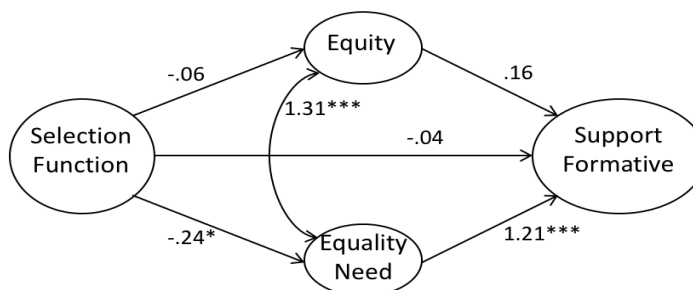 Equity
-.06
.16
1.31***
Selection
Function
-.04
Support
Formative
-.24*
Equality
Need
1.21***